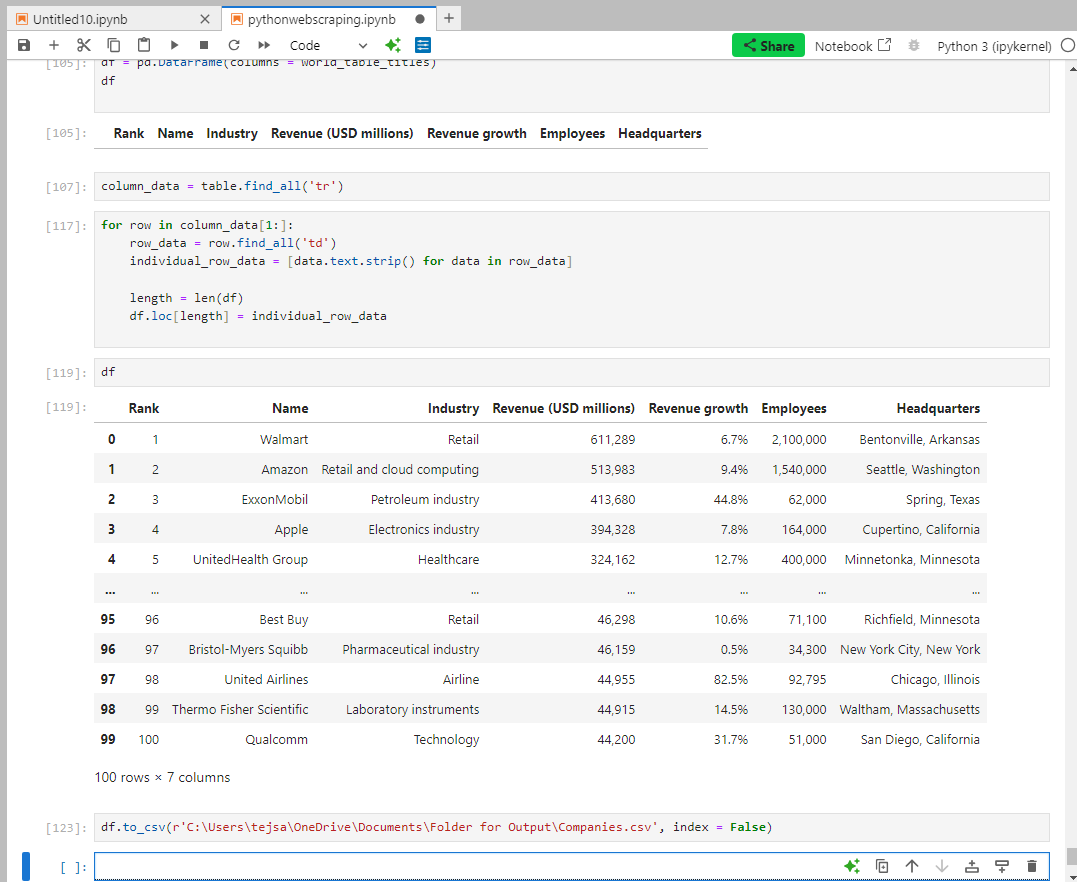 Untitled10.ipynb
pythonwebscraping.ipynb
Code
Share
Notebook
Python 3 (ipykernel)
[105]: df = pd.DataFrame(columns = world_table_titles)
df
[105]: Rank Name Industry Revenue (USD millions) Revenue growth Employees Headquarters
[107]: column_data = table.find_all('tr')
[117]: for row in column_data[1:]:
row_data = row.find_all('td')
individual_row_data = [data.text.strip() for data in row_data]
length = len(df)
df.loc[length] = individual_row_data
[119]: df
[119]: Rank Name Industry Revenue (USD millions) Revenue growth Employees Headquarters
0 1 Walmart Retail 611,289 6.7% 2,100,000 Bentonville, Arkansas
1 2 Amazon Retail and cloud computing 513,983 9.4% 1,540,000 Seattle, Washington
2 3 ExxonMobil Petroleum industry 413,680 44.8% 62,000 Spring, Texas
3 4 Apple Electronics industry 394,328 7.8% 164,000 Cupertino, California
4 5 UnitedHealth Group Healthcare 324,162 12.7% 400,000 Minnetonka, Minnesota
... ... ... ... ... ... ... ...
95 96 Best Buy Retail 46,298 10.6% 71,100 Richfield, Minnesota
96 97 Bristol-Myers Squibb Pharmaceutical industry 46,159 0.5% 34,300 New York City, New York
97 98 United Airlines Airline 44,955 82.5% 92,795 Chicago, Illinois
98 99 Thermo Fisher Scientific Laboratory instruments 44,915 14.5% 130,000 Waltham, Massachusetts
99 100 Qualcomm Technology 44,200 31.7% 51,000 San Diego, California
100 rows × 7 columns
[123]: df.to_csv(r'C:\Users\tejsa\OneDrive\Documents\Folder for Output\Companies.csv', index = False)
[ ]: